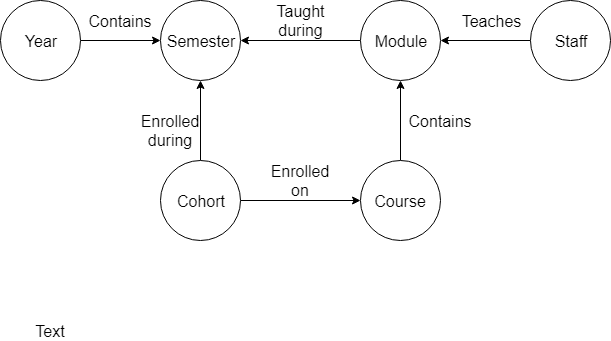 Contains
Taught
during
Teaches
Year
Semester
Module
Staff
Enrolled
during
Contains
Enrolled
on
Cohort
Course
Text